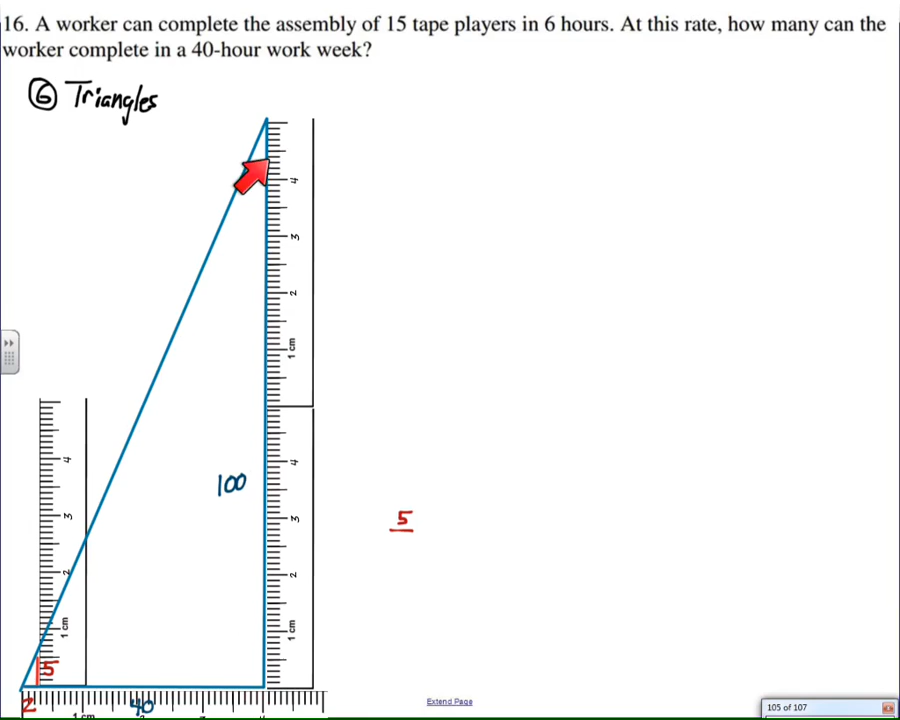 16. A worker can complete the assembly of 15 tape players in 6 hours. At this rate, how many can the
worker complete in a 40-hour work week?
6 Triangles
4
3
2
1 cm
4
3
2
1 cm
100
4
3
2
1 cm
5
5
2
40
1 cm
Extend Page
105 of 107